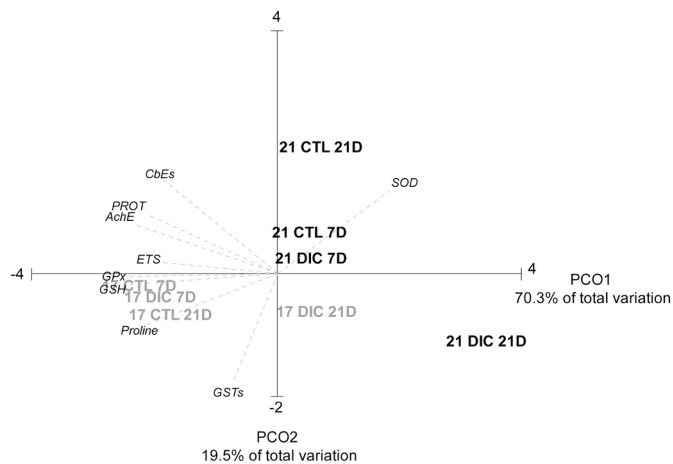 4
21 CTL 21D
CbEs
SOD
PROT
AchE
21 CTL 7D
ETS
21 DIC 7D
-4
4
GPx
PCO1
17 CTL 7D
GSH
70.3% of total variation
17 DIC 7D
17 CTL 21D
17 DIC 21D
Proline
21 DIC 21D
GSTs
-2
PCO2
19.5% of total variation